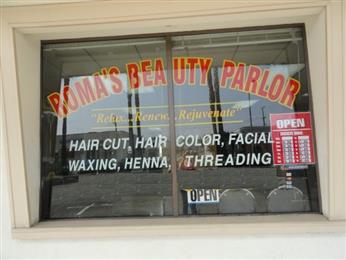 ROMA'S BEAUTY PARLOR
"Relax...Renew...Rejuvenate"
HAIR CUT, HAIR COLOR, FACIAL
WAXING, HENNA, THREADING
OPEN
OPEN